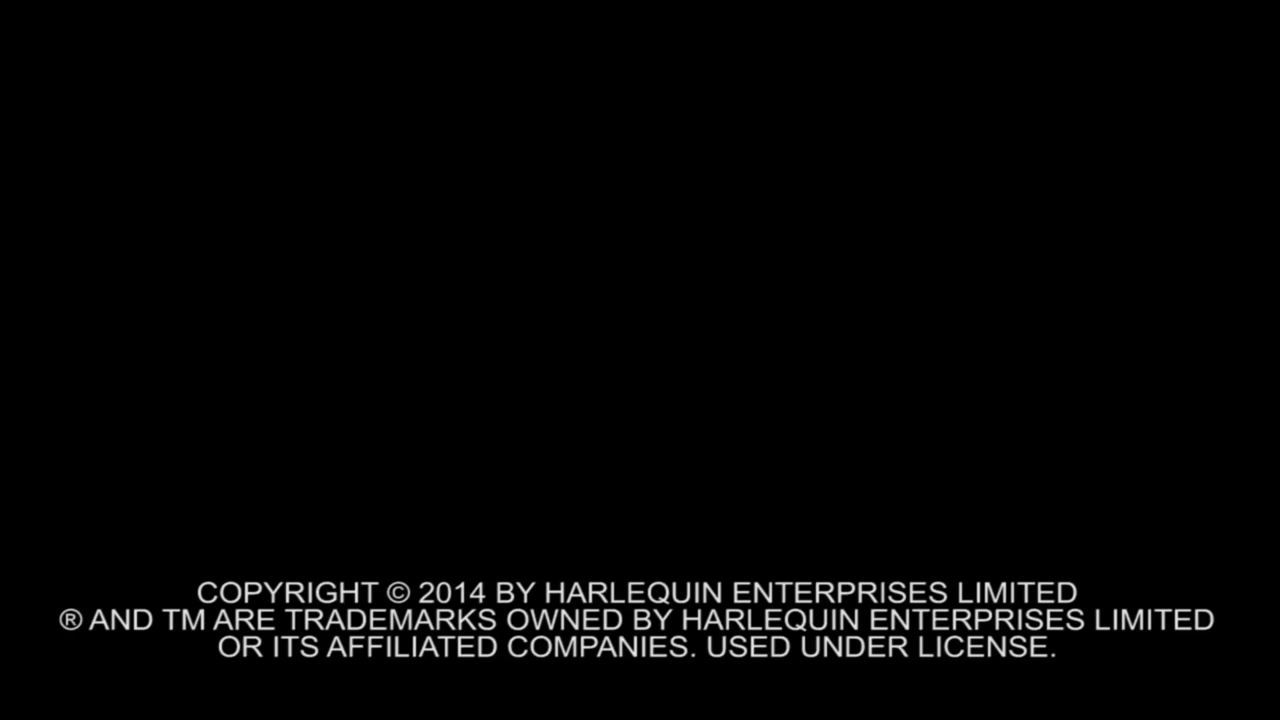 COPYRIGHT © 2014 BY HARLEQUIN ENTERPRISES LIMITED
® AND TM ARE TRADEMARKS OWNED BY HARLEQUIN ENTERPRISES LIMITED
OR ITS AFFILIATED COMPANIES. USED UNDER LICENSE.